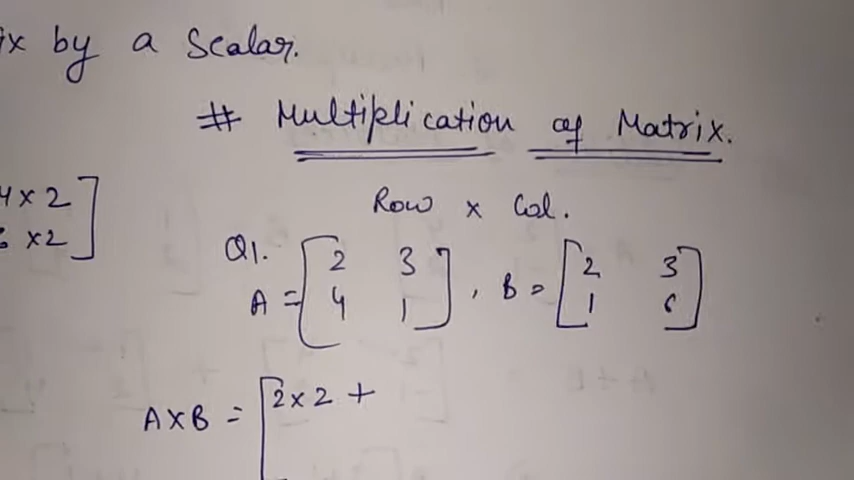 ix by a Scalar.
# Multiplication of Matrix.
4 x 2
x2
Row x Col.
Q1.
A = [2 3
4 1], B = [2 3
1 6]
A X B = [2 x 2 +